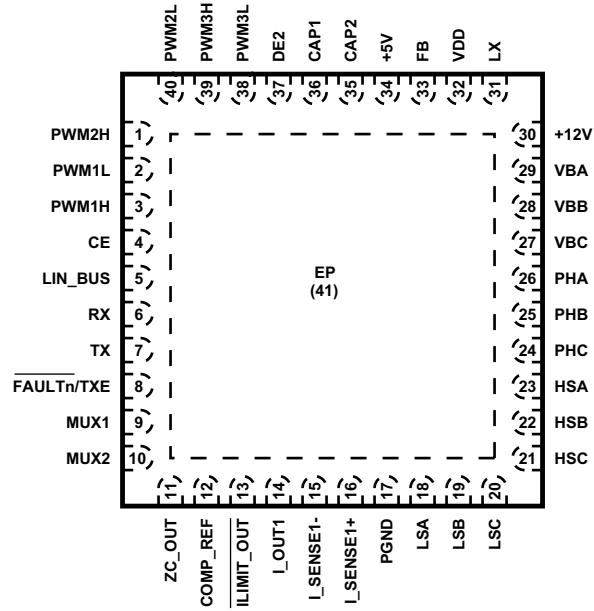 PWM2L
PWM3H
PWM3L
DE2
CAP1
CAP2
+5V
FB
VDD
LX
40
39
38
37
36
35
34
33
32
31
PWM2H 1
PWM1L 2
PWM1H 3
CE 4
LIN_BUS 5
RX 6
TX 7
FAULTn/TXE 8
MUX1 9
MUX2 10
EP
(41)
30 +12V
29 VBA
28 VBB
27 VBC
26 PHA
25 PHB
24 PHC
23 HSA
22 HSB
21 HSC
11
12
13
14
15
16
17
18
19
20
ZC_OUT
COMP_REF
ILIMIT_OUT
I_OUT1
I_SENSE1-
I_SENSE1+
PGND
LSA
LSB
LSC